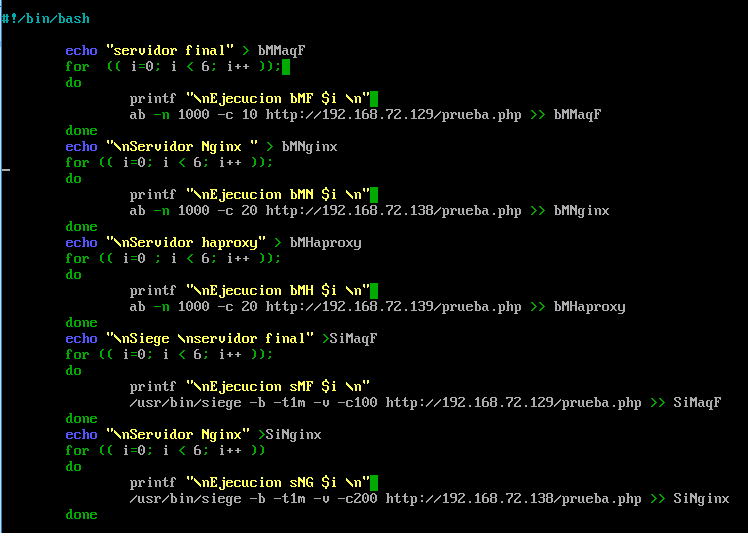 #!/bin/bash
echo "servidor final" > bMMaqF
for (( i=0; i < 6; i++ ));
do
printf "\nEjecucion bMF $i \n"
ab -n 1000 -c 10 http://192.168.72.129/prueba.php >> bMMaqF
done
echo "\nServidor Nginx " > bMNginx
for (( i=0; i < 6; i++ ));
do
printf "\nEjecucion bMN $i \n"
ab -n 1000 -c 20 http://192.168.72.138/prueba.php >> bMNginx
done
echo "\nServidor haproxy" > bMHaproxy
for (( i=0 ; i < 6; i++ ));
do
printf "\nEjecucion bMH $i \n"
ab -n 1000 -c 20 http://192.168.72.139/prueba.php >> bMHaproxy
done
echo "\nSiege \nservidor final" >SiMaqF
for (( i=0; i < 6; i++ ));
do
printf "\nEjecucion sMF $i \n"
/usr/bin/siege -b -t1m -v -c100 http://192.168.72.129/prueba.php >> SiMaqF
done
echo "\nServidor Nginx" >SiNginx
for (( i=0; i < 6; i++ ))
do
printf "\nEjecucion sNG $i \n"
/usr/bin/siege -b -t1m -v -c200 http://192.168.72.138/prueba.php >> SiNginx
done